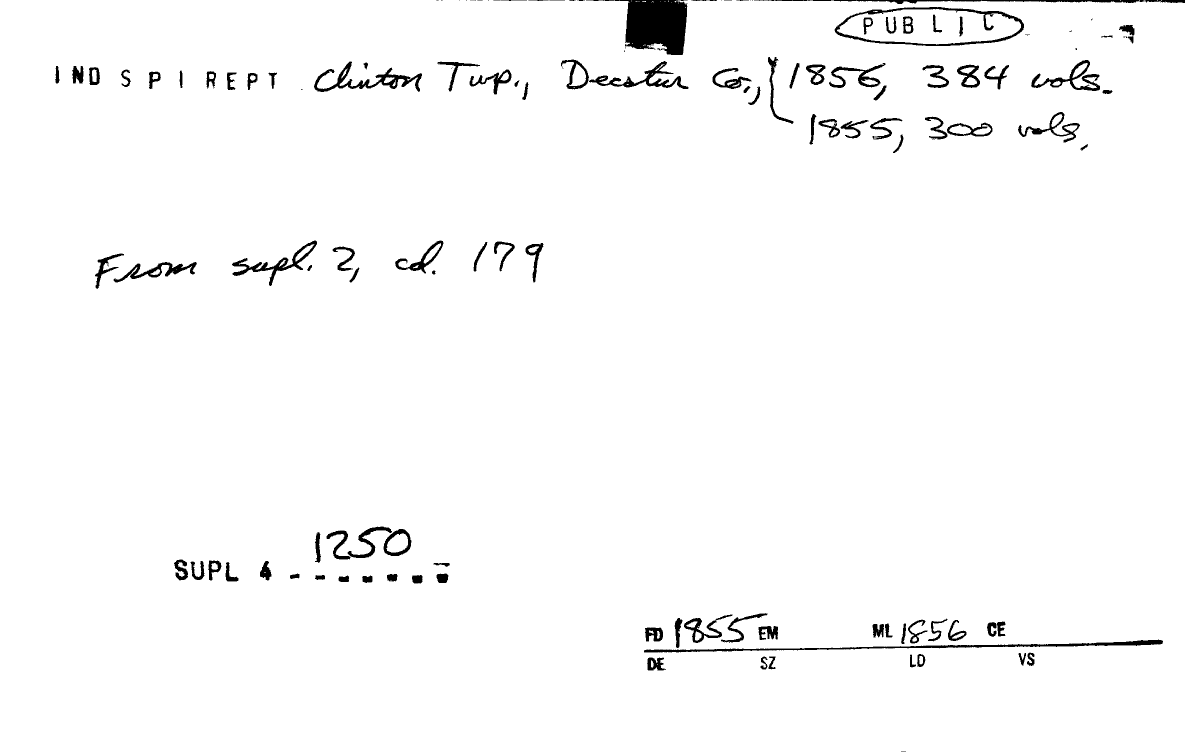 PUBLIC
IND SPI REPT Clinton Twp., Decatur Co., { 1856, 384 vols.
1855, 300 vols.
From supl. 2, cd. 179
1250
SUPL 4 - - - - - -
FD 1855 EM ML 1856 CE
DE SZ LD VS